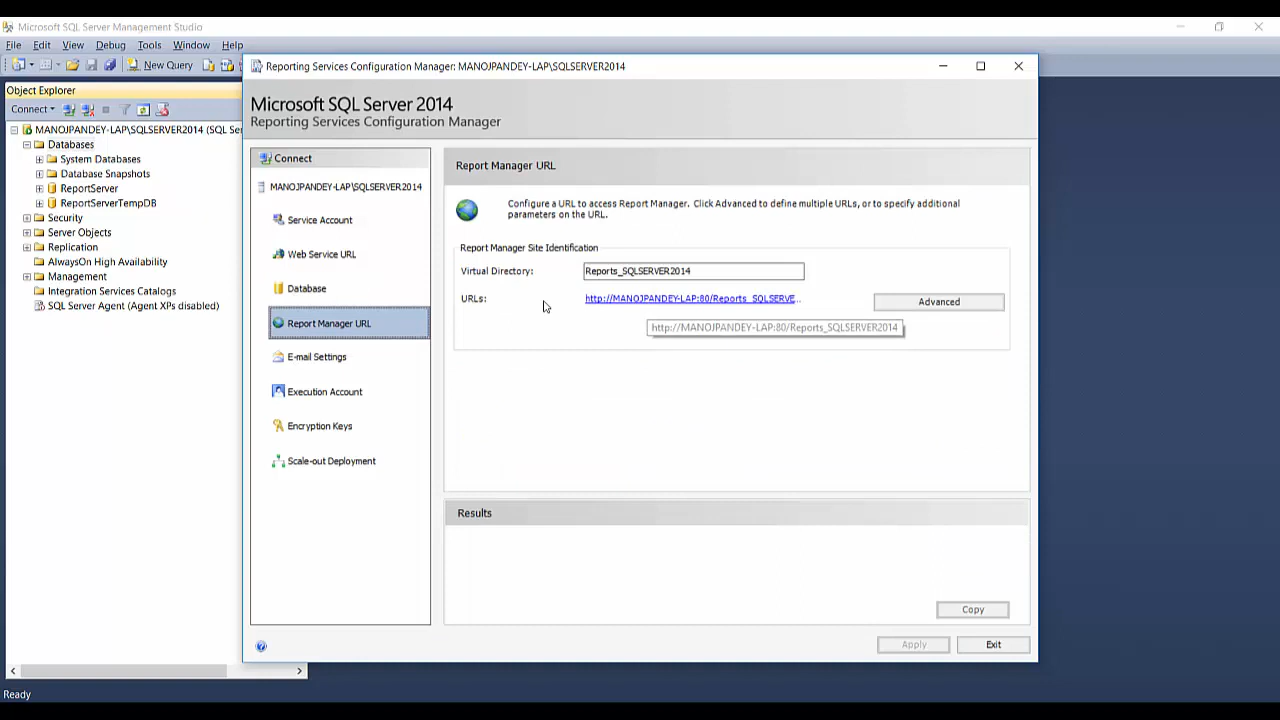 Microsoft SQL Server Management Studio
File Edit View Debug Tools Window Help
New Query
Object Explorer
Connect
MANOJPANDEY-LAP\SQLSERVER2014 (SQL Se
Databases
System Databases
Database Snapshots
ReportServer
ReportServerTempDB
Security
Server Objects
Replication
AlwaysOn High Availability
Management
Integration Services Catalogs
SQL Server Agent (Agent XPs disabled)
Ready
Reporting Services Configuration Manager: MANOJPANDEY-LAP\SQLSERVER2014
Microsoft SQL Server 2014
Reporting Services Configuration Manager
Connect
MANOJPANDEY-LAP\SQLSERVER2014
Service Account
Web Service URL
Database
Report Manager URL
E-mail Settings
Execution Account
Encryption Keys
Scale-out Deployment
Report Manager URL
Configure a URL to access Report Manager. Click Advanced to define multiple URLs, or to specify additional
parameters on the URL.
Report Manager Site Identification
Virtual Directory: Reports_SQLSERVER2014
URLs: http://MANOJPANDEY-LAP:80/Reports_SQLSERVE... Advanced
http://MANOJPANDEY-LAP:80/Reports_SQLSERVER2014
Results
Copy
Apply Exit